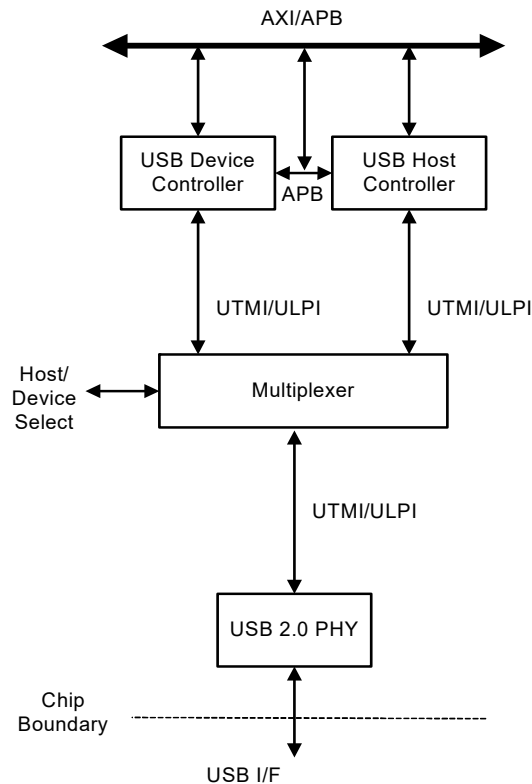 AXI/APB
USB Device
Controller
APB
USB Host
Controller
UTMI/ULPI
UTMI/ULPI
Host/
Device
Select
Multiplexer
UTMI/ULPI
USB 2.0 PHY
Chip
Boundary
USB I/F